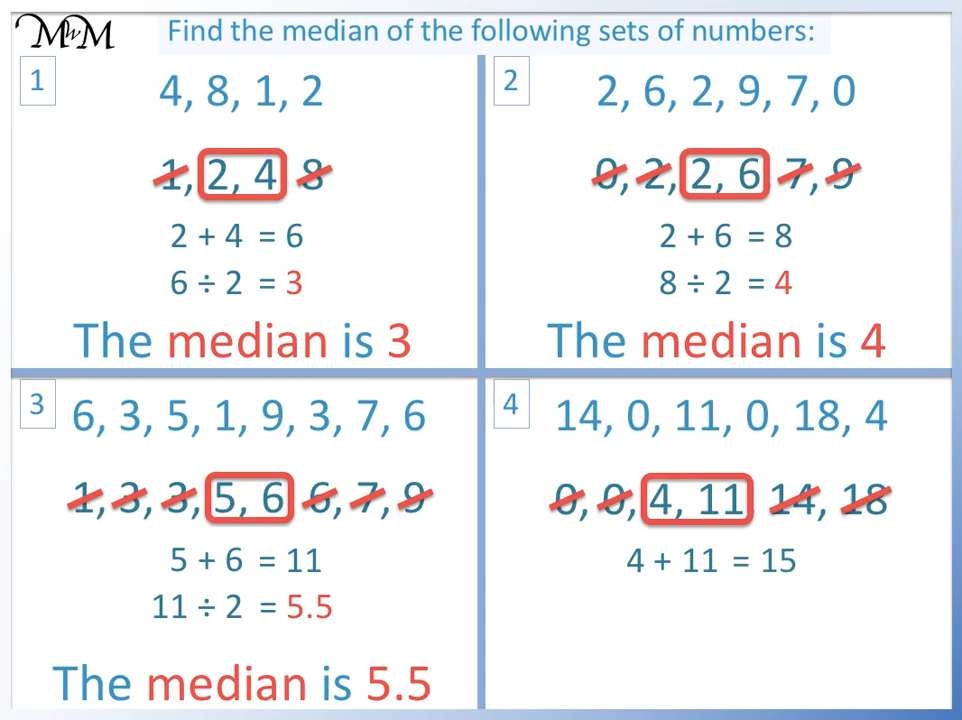 MwM
Find the median of the following sets of numbers:
1
4, 8, 1, 2
1, 2, 4 8
2 + 4 = 6
6 ÷ 2 = 3
The median is 3
2
2, 6, 2, 9, 7, 0
0, 2, 2, 6 7, 9
2 + 6 = 8
8 ÷ 2 = 4
The median is 4
3
6, 3, 5, 1, 9, 3, 7, 6
1, 3, 3, 5, 6 6, 7, 9
5 + 6 = 11
11 ÷ 2 = 5.5
The median is 5.5
4
14, 0, 11, 0, 18, 4
0, 0, 4, 11 14, 18
4 + 11 = 15